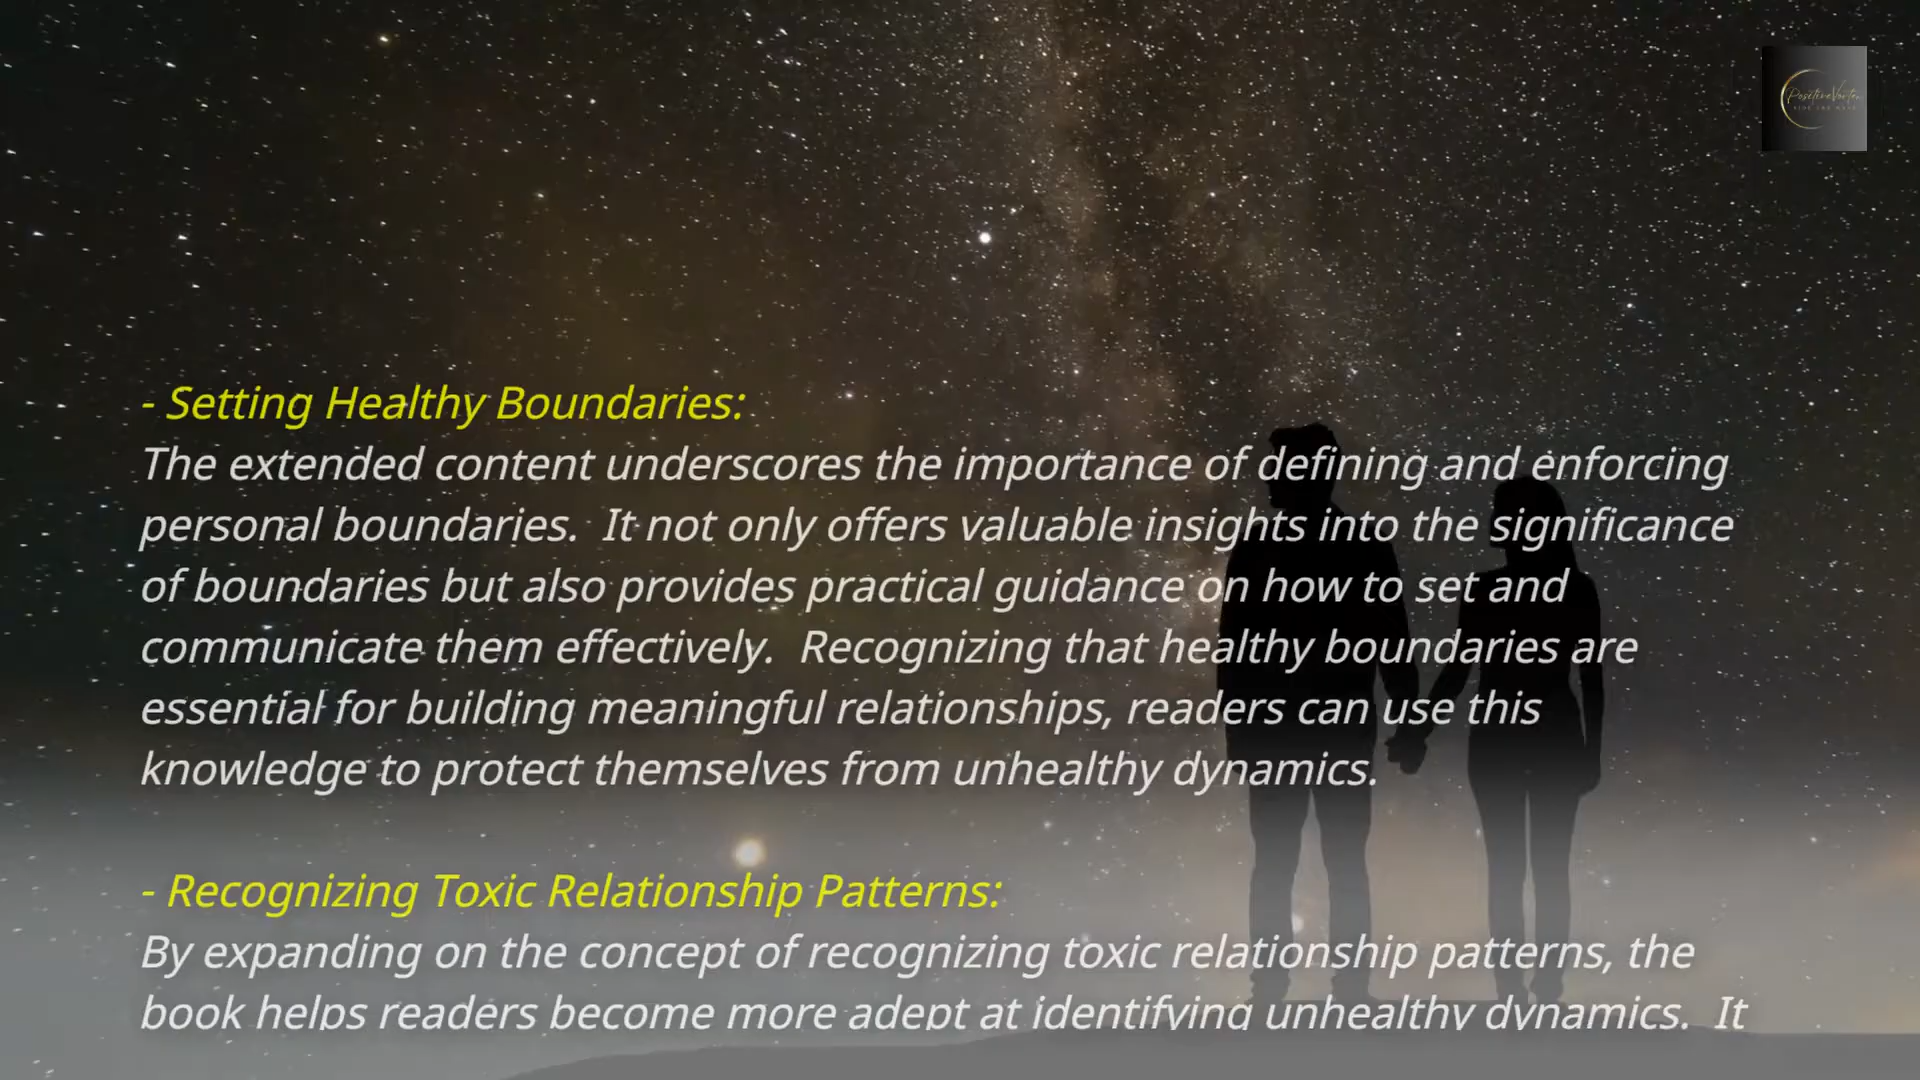 PositiveVortex
- Setting Healthy Boundaries:
The extended content underscores the importance of defining and enforcing
personal boundaries.  It not only offers valuable insights into the significance
of boundaries but also provides practical guidance on how to set and
communicate them effectively.  Recognizing that healthy boundaries are
essential for building meaningful relationships, readers can use this
knowledge to protect themselves from unhealthy dynamics.
- Recognizing Toxic Relationship Patterns:
By expanding on the concept of recognizing toxic relationship patterns, the
book helps readers become more adept at identifying unhealthy dynamics.  It